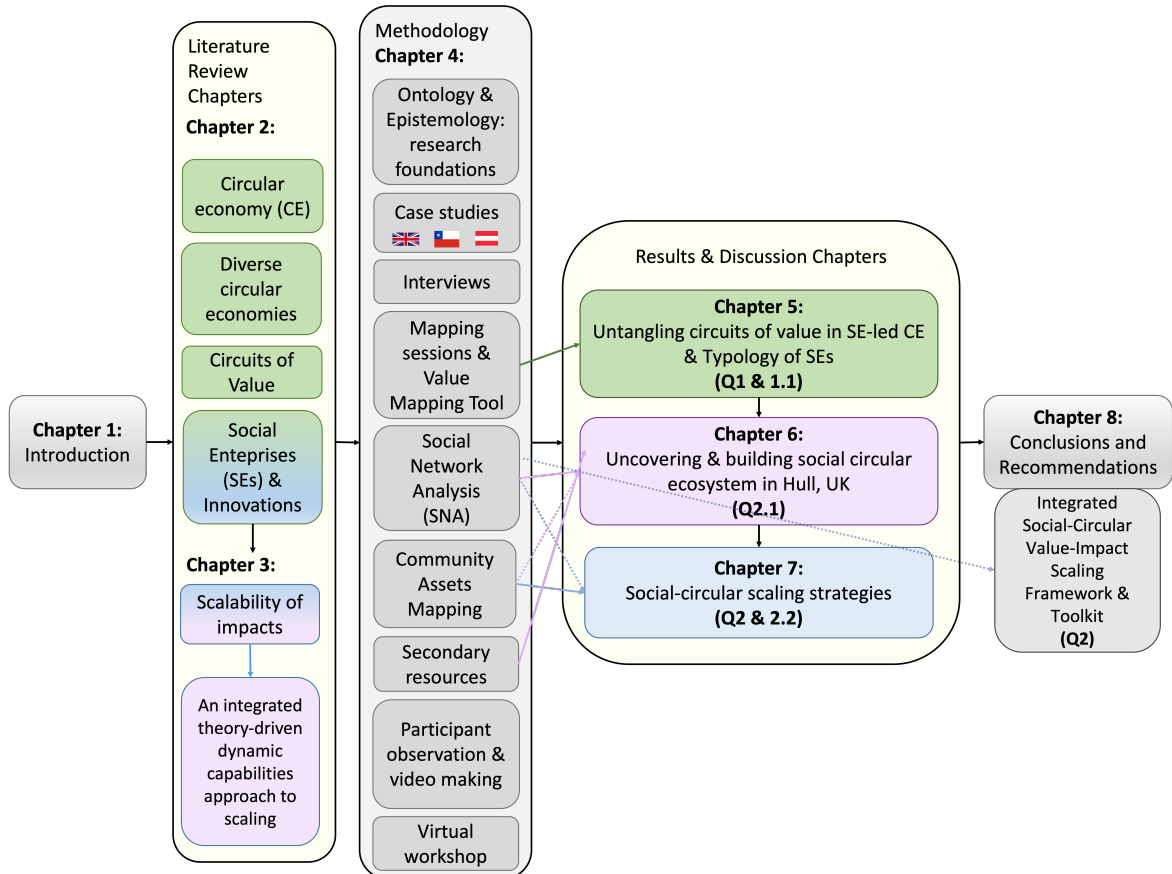 Chapter 1:
Introduction
Literature
Review
Chapters
Chapter 2:
Circular
economy (CE)
Diverse
circular
economies
Circuits of
Value
Social
Enteprises
(SEs) &
Innovations
Chapter 3:
Scalability of
impacts
An integrated
theory-driven
dynamic
capabilities
approach to
scaling
Methodology
Chapter 4:
Ontology &
Epistemology:
research
foundations
Case studies
Interviews
Mapping
sessions &
Value
Mapping Tool
Social
Network
Analysis
(SNA)
Community
Assets
Mapping
Secondary
resources
Participant
observation &
video making
Virtual
workshop
Results & Discussion Chapters
Chapter 5:
Untangling circuits of value in SE-led CE
& Typology of SEs
(Q1 & 1.1)
Chapter 6:
Uncovering & building social circular
ecosystem in Hull, UK
(Q2.1)
Chapter 7:
Social-circular scaling strategies
(Q2 & 2.2)
Chapter 8:
Conclusions and
Recommendations
Integrated
Social-Circular
Value-Impact
Scaling
Framework &
Toolkit
(Q2)